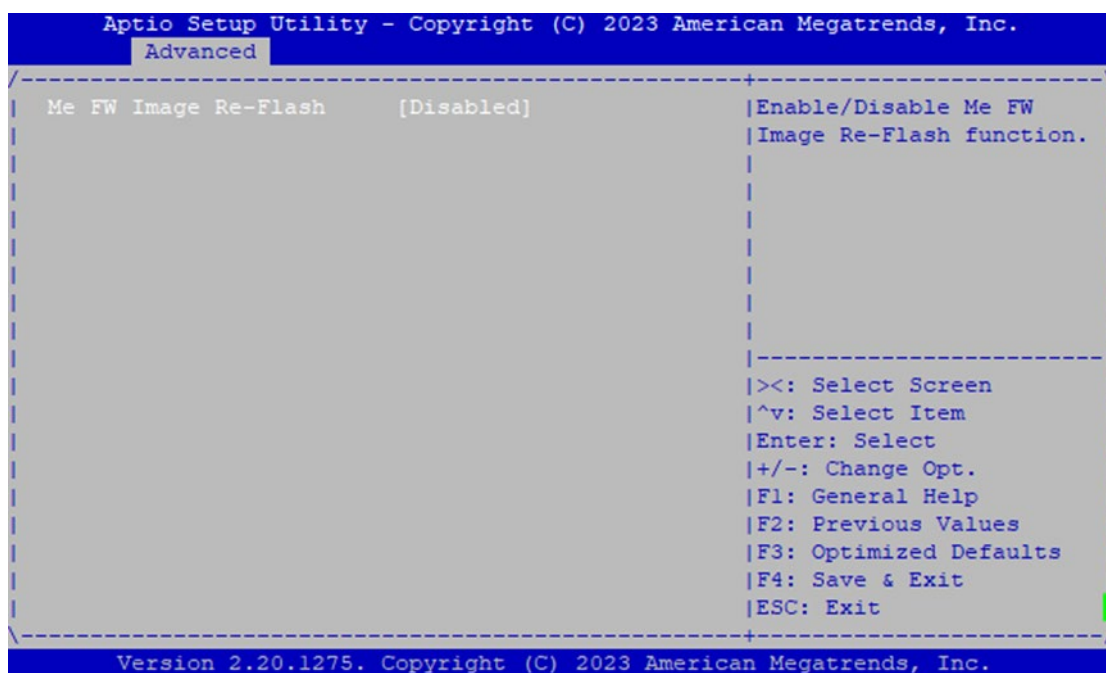 Aptio Setup Utility - Copyright (C) 2023 American Megatrends, Inc.
Advanced
/----------------------------------------------------+-------------------------\
| Me FW Image Re-Flash [Disabled] |Enable/Disable Me FW
| |Image Re-Flash function.
| |
| |
| |
| |
| |
| |
| |
| |-------------------------
| |><: Select Screen
| |^v: Select Item
| |Enter: Select
| |+/-: Change Opt.
| |F1: General Help
| |F2: Previous Values
| |F3: Optimized Defaults
| |F4: Save & Exit
| |ESC: Exit
\----------------------------------------------------+-------------------------/
Version 2.20.1275. Copyright (C) 2023 American Megatrends, Inc.